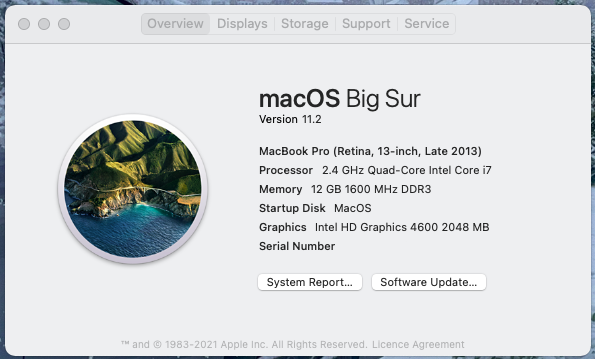 Overview Displays Storage Support Service
macOS Big Sur
Version 11.2
MacBook Pro (Retina, 13-inch, Late 2013)
Processor 2.4 GHz Quad-Core Intel Core i7
Memory 12 GB 1600 MHz DDR3
Startup Disk MacOS
Graphics Intel HD Graphics 4600 2048 MB
Serial Number
System Report... Software Update...
™ and © 1983-2021 Apple Inc. All Rights Reserved. Licence Agreement